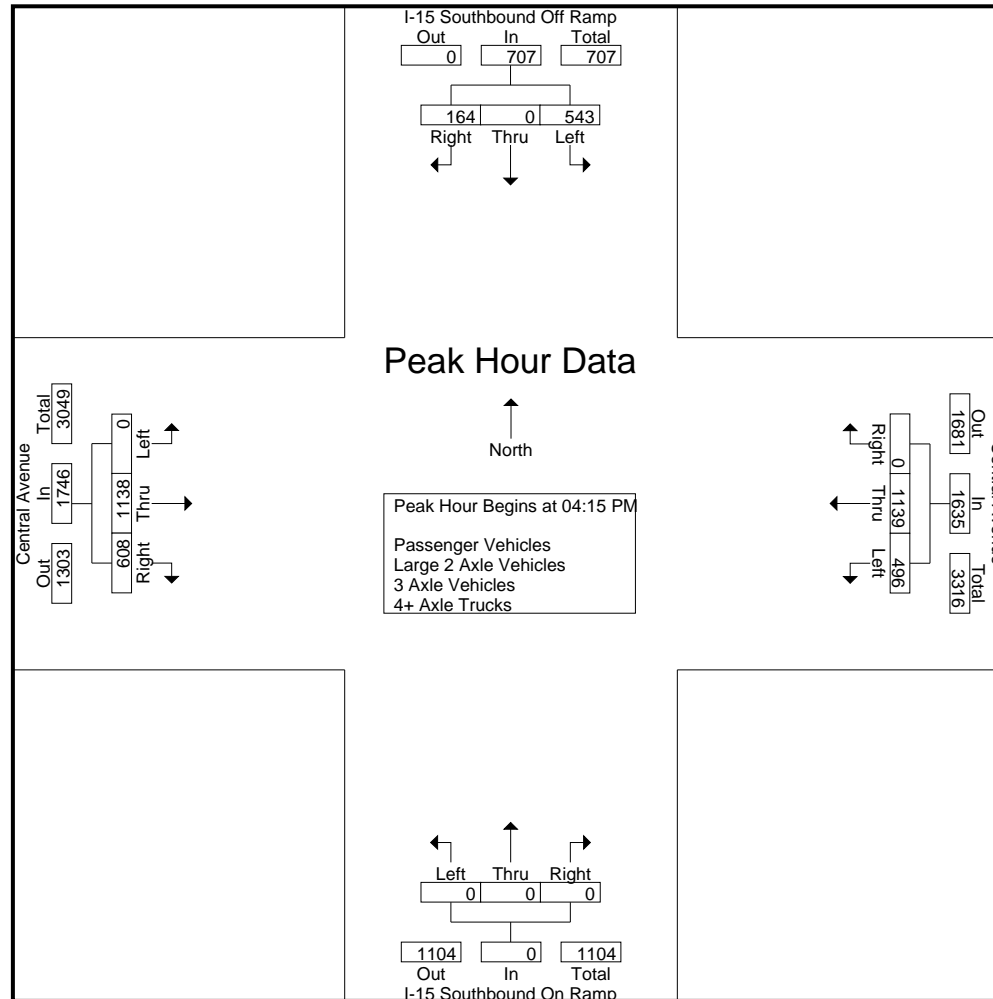 I-15 Southbound Off Ramp
Out In Total
0 707 707
164 0 543
Right Thru Left
Peak Hour Data
North
Peak Hour Begins at 04:15 PM
Passenger Vehicles
Large 2 Axle Vehicles
3 Axle Vehicles
4+ Axle Trucks
Central Avenue
Out In Total
1303 1746 3049
608 1138 0
Right Thru Left
Out In Total
1681 1635 3316
0 1139 496
Right Thru Left
Left Thru Right
0 0 0
1104 0 1104
Out In Total
I-15 Southbound On Ramp